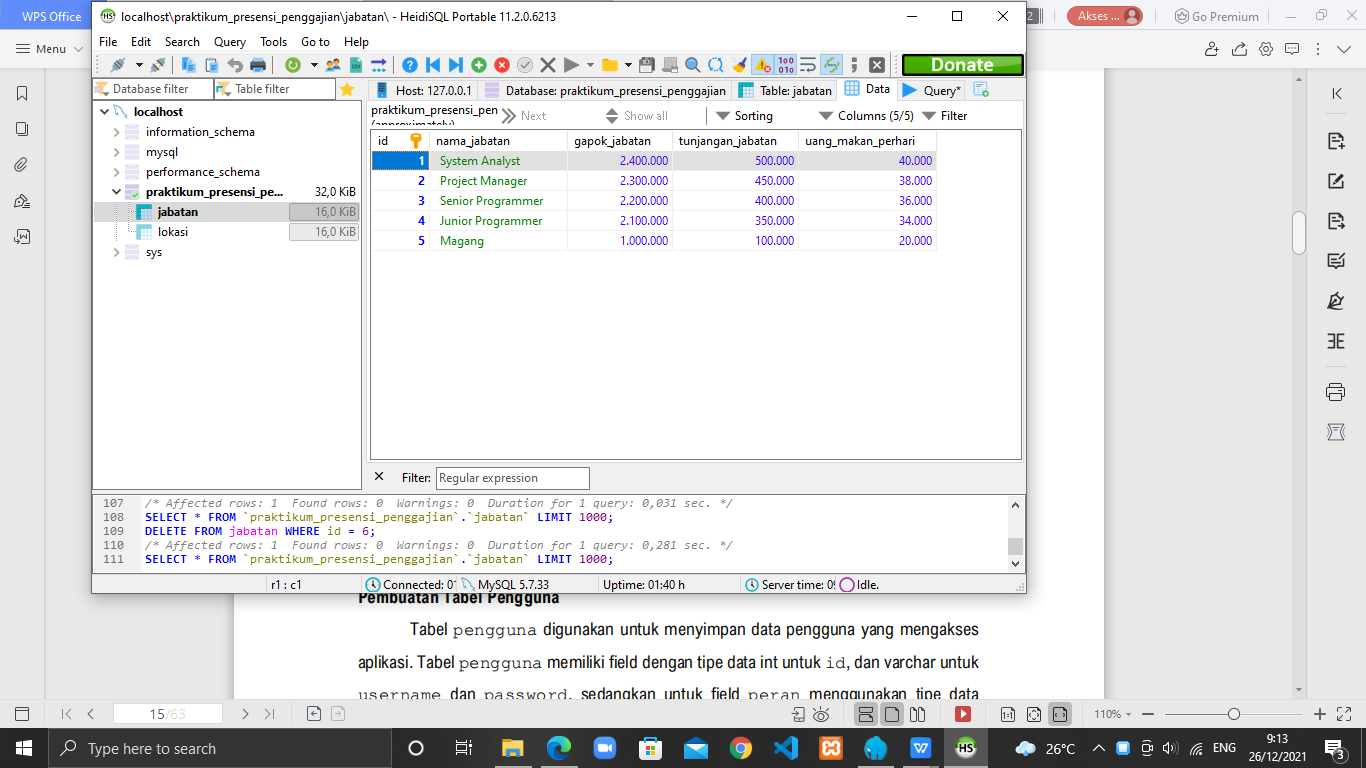 WPS Office
localhost\praktikum_presensi_penggajian\jabatan\ - HeidiSQL Portable 11.2.0.6213
2
Akses ...
Go Premium
Menu
File Edit Search Query Tools Go to Help
Donate
Database filter
Table filter
Host: 127.0.0.1
Database: praktikum_presensi_penggajian
Table: jabatan
Data
Query*
localhost
information_schema
mysql
performance_schema
praktikum_presensi_pe... 32,0 KiB
jabatan 16,0 KiB
lokasi 16,0 KiB
sys
praktikum_presensi_pen
(approximately)
Next
Show all
Sorting
Columns (5/5)
Filter
id nama_jabatan gapok_jabatan tunjangan_jabatan uang_makan_perhari
1 System Analyst 2.400.000 500.000 40.000
2 Project Manager 2.300.000 450.000 38.000
3 Senior Programmer 2.200.000 400.000 36.000
4 Junior Programmer 2.100.000 350.000 34.000
5 Magang 1.000.000 100.000 20.000
Filter: Regular expression
107 /* Affected rows: 1 Found rows: 0 Warnings: 0 Duration for 1 query: 0,031 sec. */
108 SELECT * FROM `praktikum_presensi_penggajian`.`jabatan` LIMIT 1000;
109 DELETE FROM jabatan WHERE id = 6;
110 /* Affected rows: 1 Found rows: 0 Warnings: 0 Duration for 1 query: 0,281 sec. */
111 SELECT * FROM `praktikum_presensi_penggajian`.`jabatan` LIMIT 1000;
r1 : c1
Connected: 01
MySQL 5.7.33
Uptime: 01:40 h
Server time: 09
Idle.
Pembuatan Tabel Pengguna
Tabel pengguna digunakan untuk menyimpan data pengguna yang mengakses
aplikasi. Tabel pengguna memiliki field dengan tipe data int untuk id, dan varchar untuk
username dan password, sedangkan untuk field peran menggunakan tipe data
15/63
110%
Type here to search
26°C
ENG
9:13
26/12/2021
3